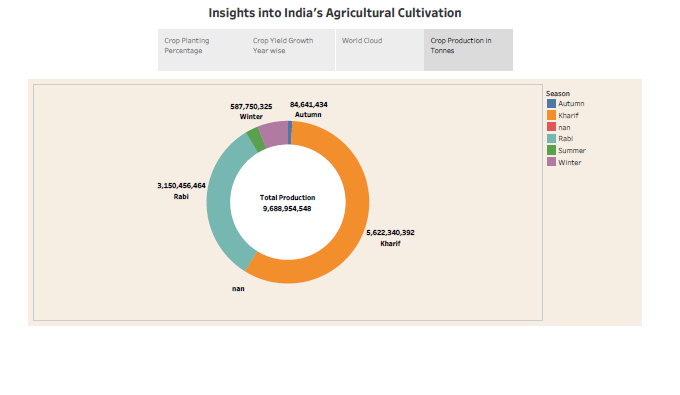 Insights into India's Agricultural Cultivation
Crop Planting
Percentage
Crop Yield Growth
Year wise
World Cloud
Crop Production in
Tonnes
587,750,325
Winter
84,641,434
Autumn
3,150,456,464
Rabi
Total Production
9,688,954,548
5,622,340,392
Kharif
nan
Season
Autumn
Kharif
nan
Rabi
Summer
Winter